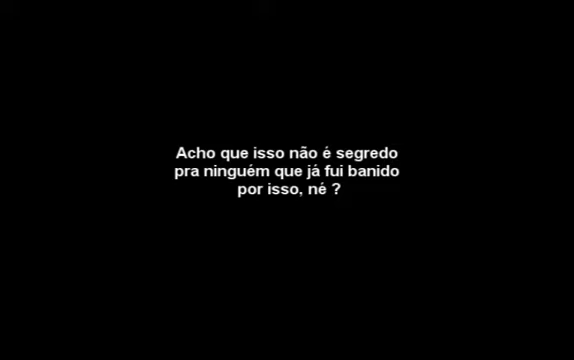 Acho que isso não é segredo
pra ninguém que já fui banido
por isso, né ?